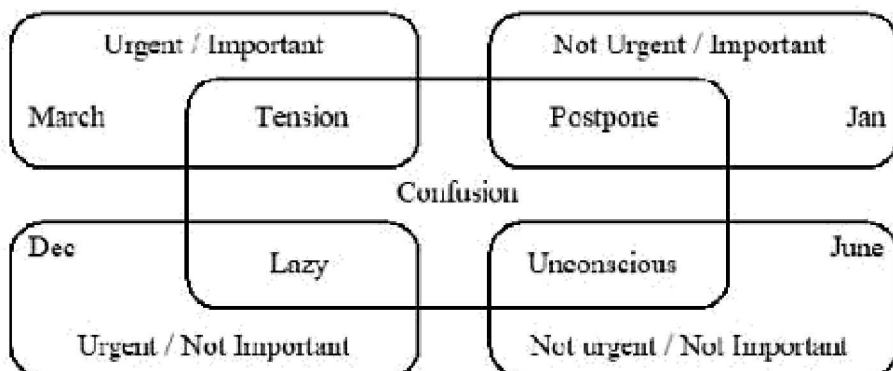 Urgent / Important
Not Urgent / Important
March
Tension
Postpone
Jan
Confusion
Dec
Lazy
Unconscious
June
Urgent / Not Important
Not urgent / Not Important